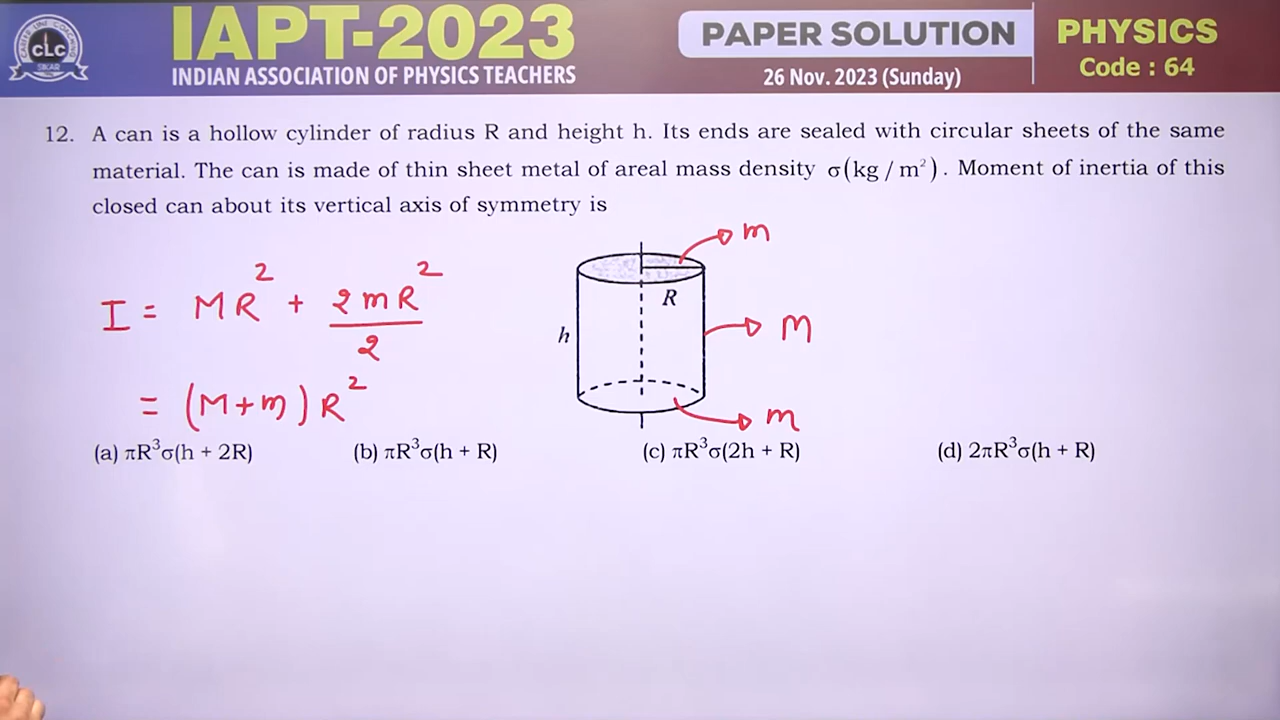 CLC
SIKAR
IAPT-2023
INDIAN ASSOCIATION OF PHYSICS TEACHERS
PAPER SOLUTION
26 Nov. 2023 (Sunday)
PHYSICS
Code : 64
12. A can is a hollow cylinder of radius R and height h. Its ends are sealed with circular sheets of the same
material. The can is made of thin sheet metal of areal mass density σ(kg/m²). Moment of inertia of this
closed can about its vertical axis of symmetry is
I = MR² + 2mR²/2
= (M+m)R²
m
R
h
M
m
(a) πR³σ(h + 2R) (b) πR³σ(h + R) (c) πR³σ(2h + R) (d) 2πR³σ(h + R)